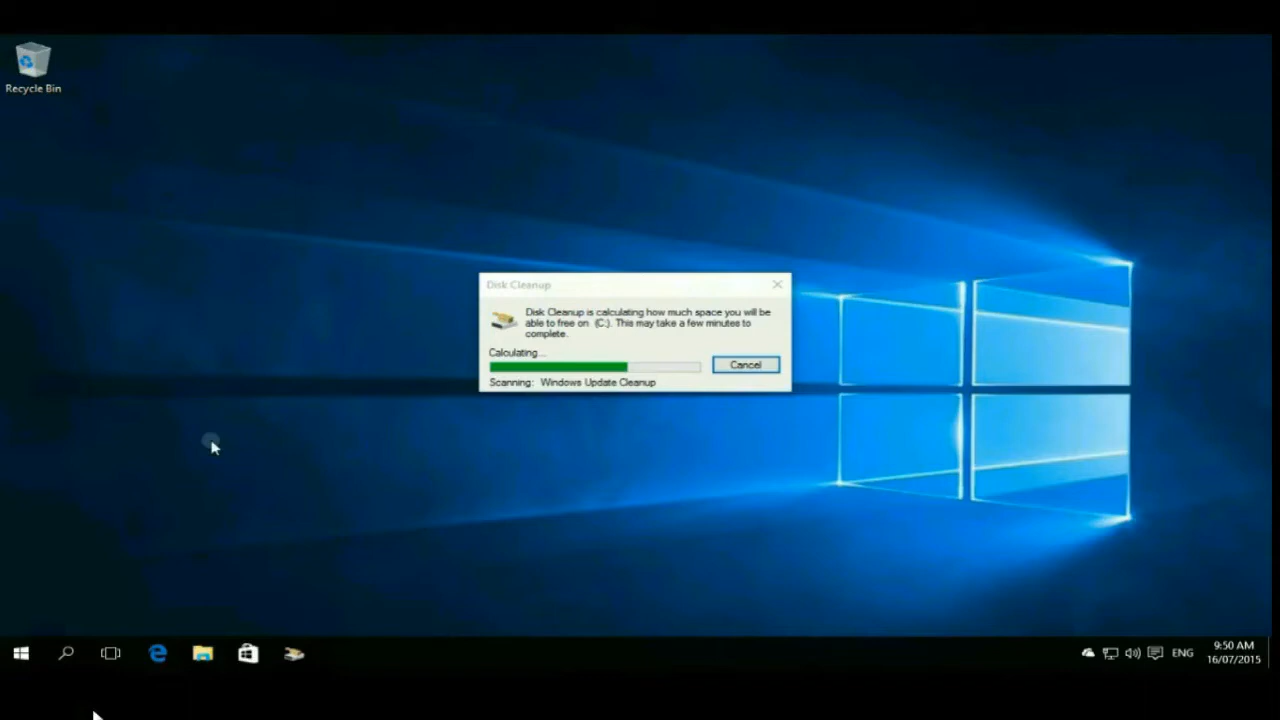 Recycle Bin
Disk Cleanup
Disk Cleanup is calculating how much space you will be
able to free on (C:). This may take a few minutes to
complete.
Calculating...
Cancel
Scanning: Windows Update Cleanup
ENG
9:50 AM
16/07/2015